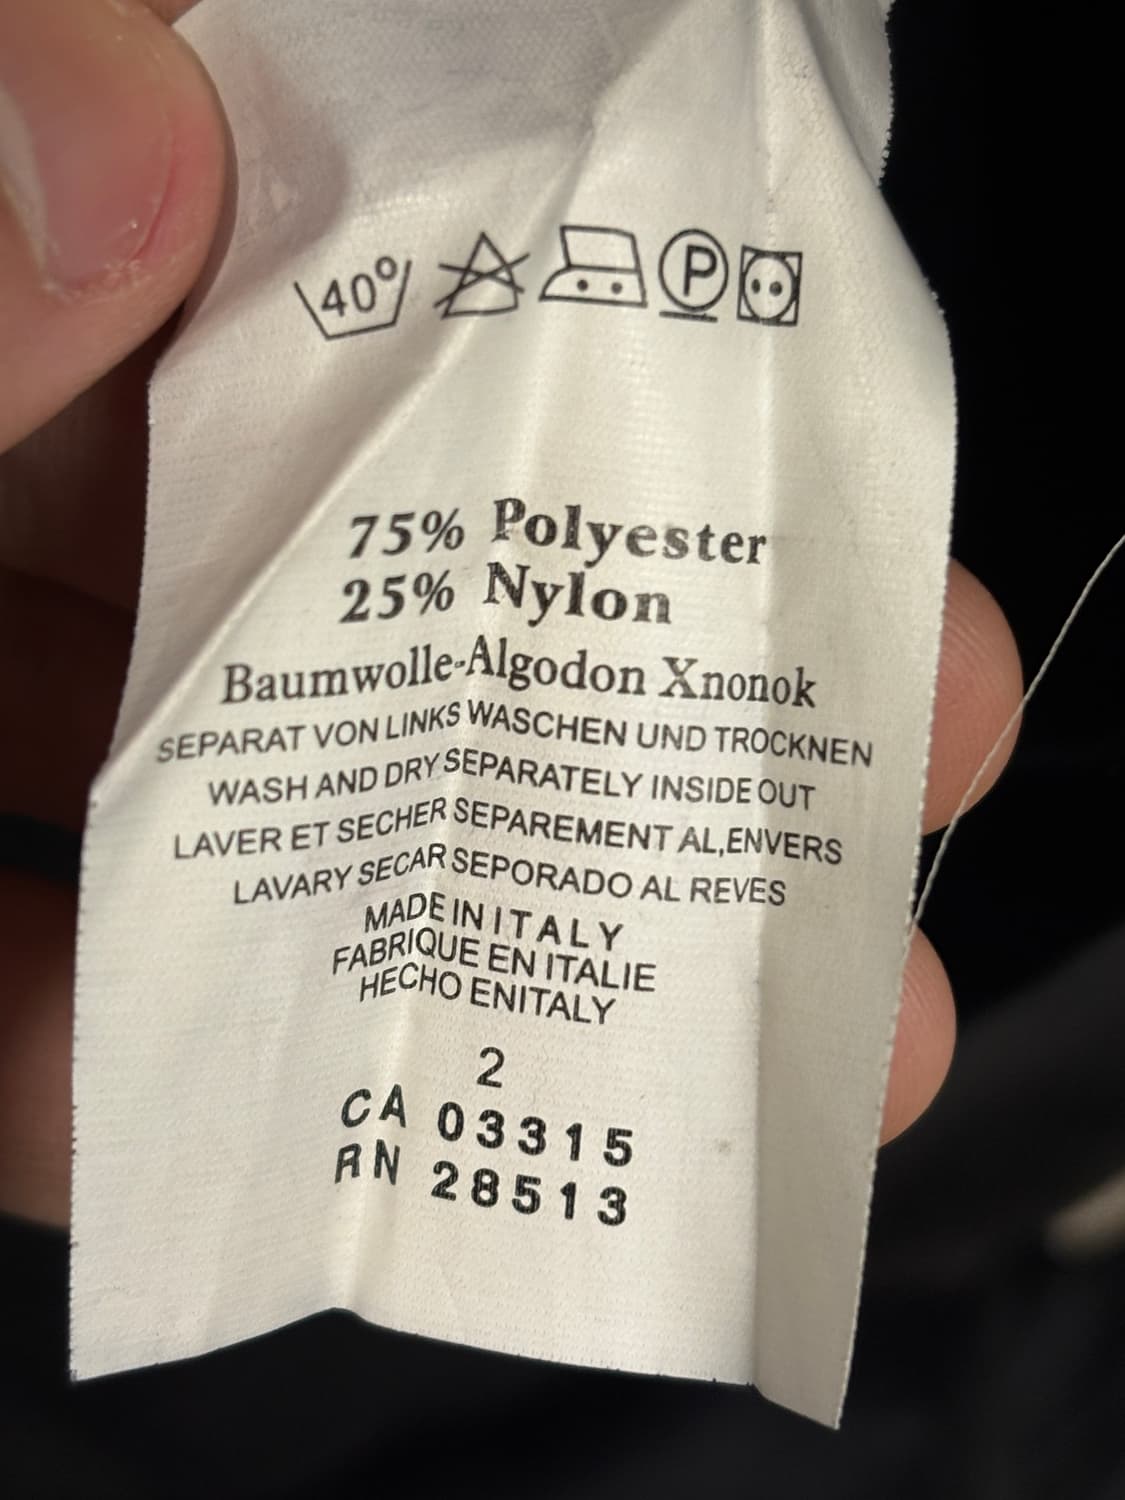 40°
P
75% Polyester
25% Nylon
Baumwolle-Algodon Xnonok
SEPARAT VON LINKS WASCHEN UND TROCKNEN
WASH AND DRY SEPARATELY INSIDE OUT
LAVER ET SECHER SEPAREMENT AL,ENVERS
LAVARY SECAR SEPORADO AL REVES
MADE IN ITALY
FABRIQUE EN ITALIE
HECHO ENITALY
2
CA 03315
RN 28513